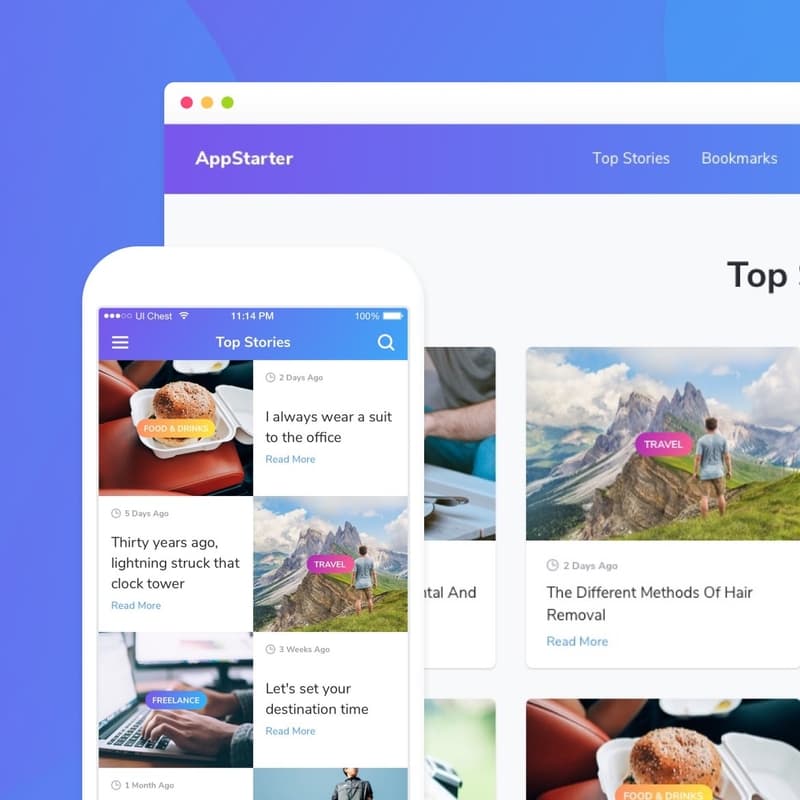 AppStarter
Top Stories
Bookmarks
Top
UI Chest
11:14 PM
100%
Top Stories
FOOD & DRINKS
2 Days Ago
I always wear a suit
to the office
Read More
5 Days Ago
Thirty years ago,
lightning struck that
clock tower
Read More
TRAVEL
FREELANCE
3 Weeks Ago
Let's set your
destination time
Read More
1 Month Ago
And
TRAVEL
2 Days Ago
The Different Methods Of Hair
Removal
Read More
FOOD & DRINKS